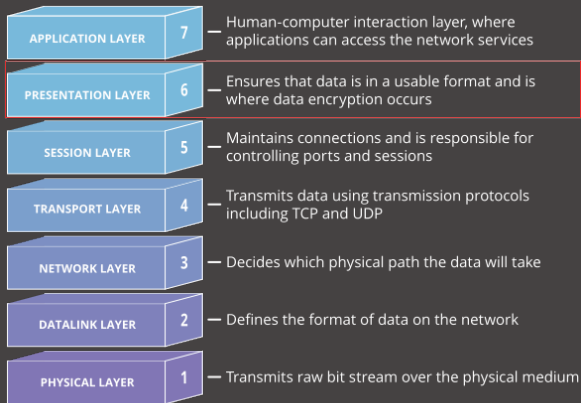 APPLICATION LAYER 7 — Human-computer interaction layer, where
applications can access the network services
PRESENTATION LAYER 6 — Ensures that data is in a usable format and is
where data encryption occurs
SESSION LAYER 5 — Maintains connections and is responsible for
controlling ports and sessions
TRANSPORT LAYER 4 — Transmits data using transmission protocols
including TCP and UDP
NETWORK LAYER 3 — Decides which physical path the data will take
DATALINK LAYER 2 — Defines the format of data on the network
PHYSICAL LAYER 1 — Transmits raw bit stream over the physical medium